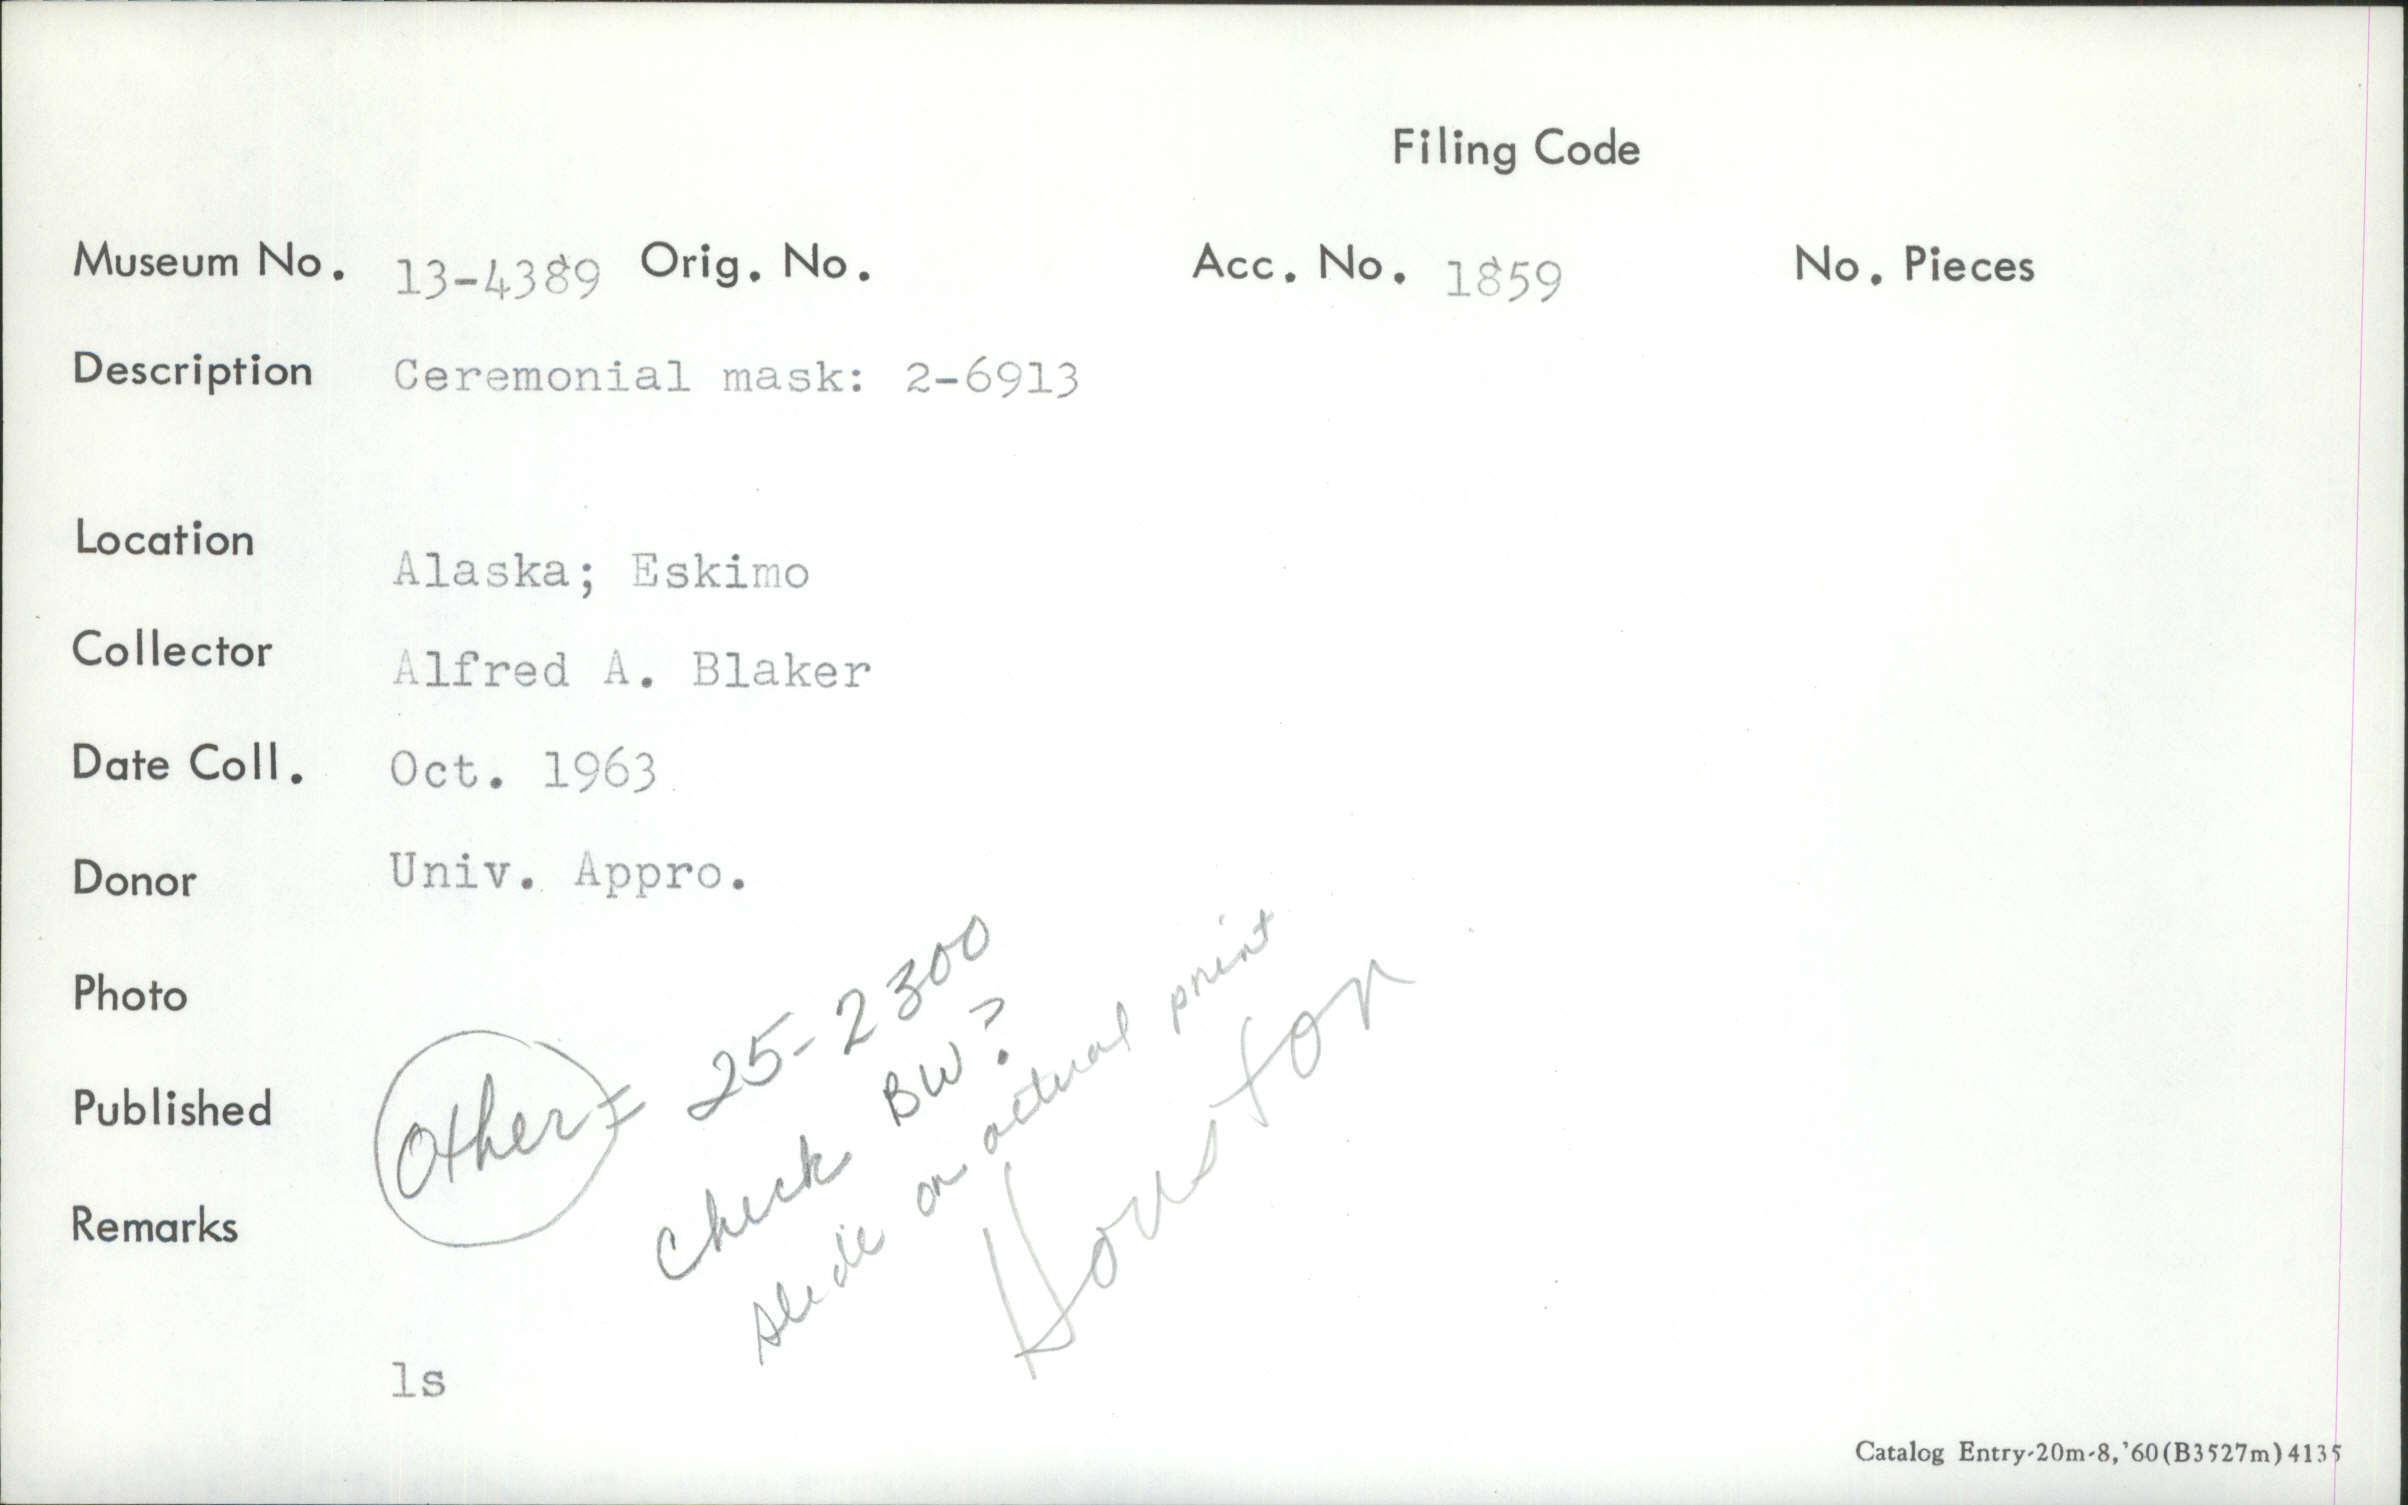 Filing Code
Museum No. 13-4389 Orig. No. Acc. No. 1859 No. Pieces
Description Ceremonial mask: 2-6913
Location Alaska; Eskimo
Collector Alfred A. Blaker
Date Coll. Oct. 1963
Donor Univ. Appro.
Photo
Published
Remarks
Other = 25-2300
Check BW?
slide or actual print
Houston
ls
Catalog Entry-20m-8,'60(B3527m)4135